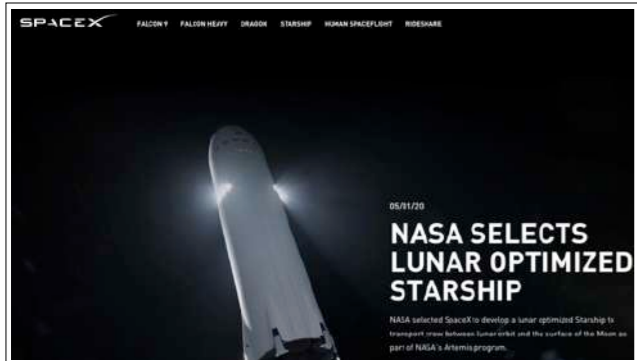 SPACEX
FALCON 9 FALCON HEAVY DRAGON STARSHIP HUMAN SPACEFLIGHT RIDESHARE
05/01/20
NASA SELECTS
LUNAR OPTIMIZED
STARSHIP
NASA selected SpaceX to develop a lunar optimized Starship to
transport crew between lunar orbit and the surface of the Moon as
part of NASA's Artemis program.